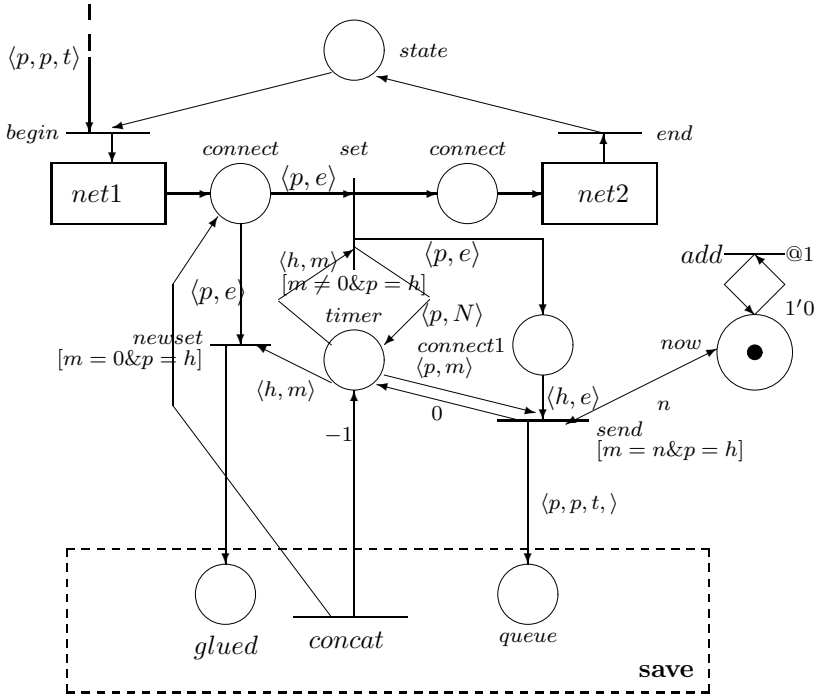 ⟨p, p, t⟩
state
begin
end
connect
set
connect
net1
⟨p, e⟩
net2
⟨h, m⟩
⟨p, e⟩
add
@1
[m ≠ 0&p = h]
⟨p, e⟩
timer
⟨p, N⟩
1'0
newset
connect1
now
[m = 0&p = h]
⟨p, m⟩
⟨h, m⟩
⟨h, e⟩
n
0
−1
send
[m = n&p = h]
⟨p, p, t, ⟩
glued
concat
queue
save